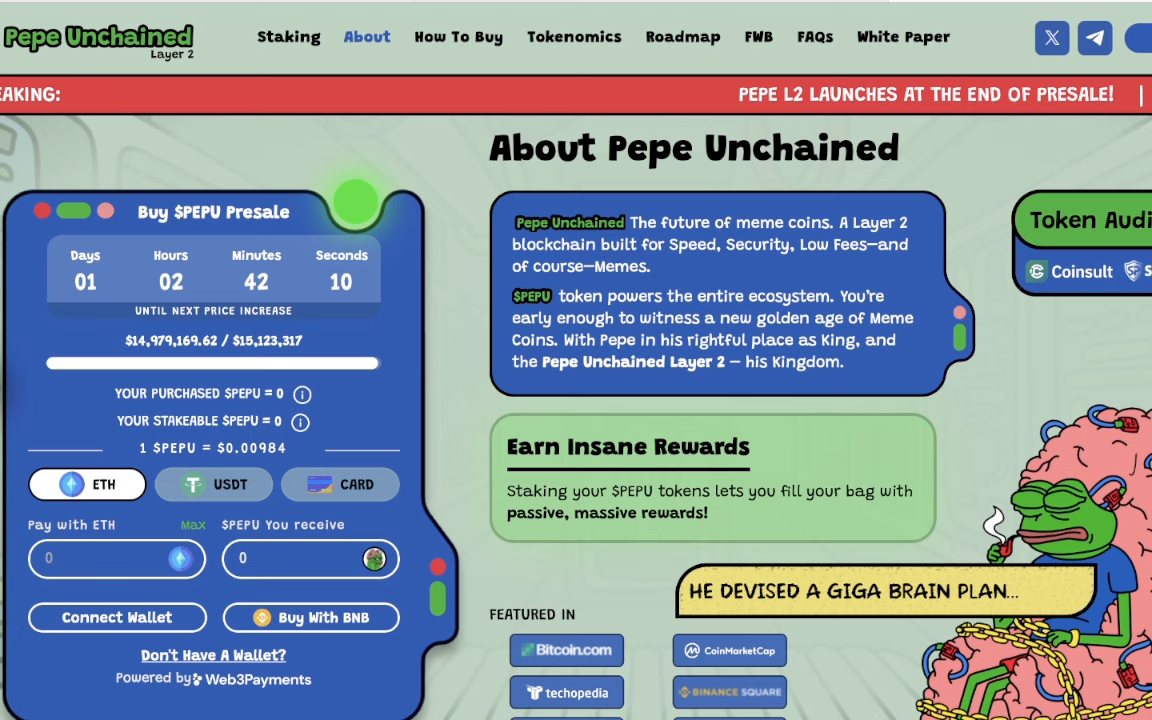 Pepe Unchained
Layer 2
Staking
About
How To Buy
Tokenomics
Roadmap
FWB
FAQs
White Paper
PEPE L2 LAUNCHES AT THE END OF PRESALE!
Buy $PEPU Presale
Days Hours Minutes Seconds
01 02 42 10
UNTIL NEXT PRICE INCREASE
$14,979,169.62 / $15,123,317
YOUR PURCHASED $PEPU = 0
YOUR STAKEABLE $PEPU = 0
1 $PEPU = $0.00984
ETH USDT CARD
Pay with ETH Max $PEPU You receive
0 0
Connect Wallet Buy With BNB
Don't Have A Wallet?
Powered by Web3Payments
About Pepe Unchained
Pepe Unchained The future of meme coins. A Layer 2
blockchain built for Speed, Security, Low Fees—and
of course—Memes.
$PEPU token powers the entire ecosystem. You're
early enough to witness a new golden age of Meme
Coins. With Pepe in his rightful place as King, and
the Pepe Unchained Layer 2 – his Kingdom.
Earn Insane Rewards
Staking your $PEPU tokens lets you fill your bag with
passive, massive rewards!
HE DEVISED A GIGA BRAIN PLAN...
FEATURED IN
Bitcoin.com CoinMarketCap
techopedia BINANCE SQUARE
Token Audi
Coinsult S